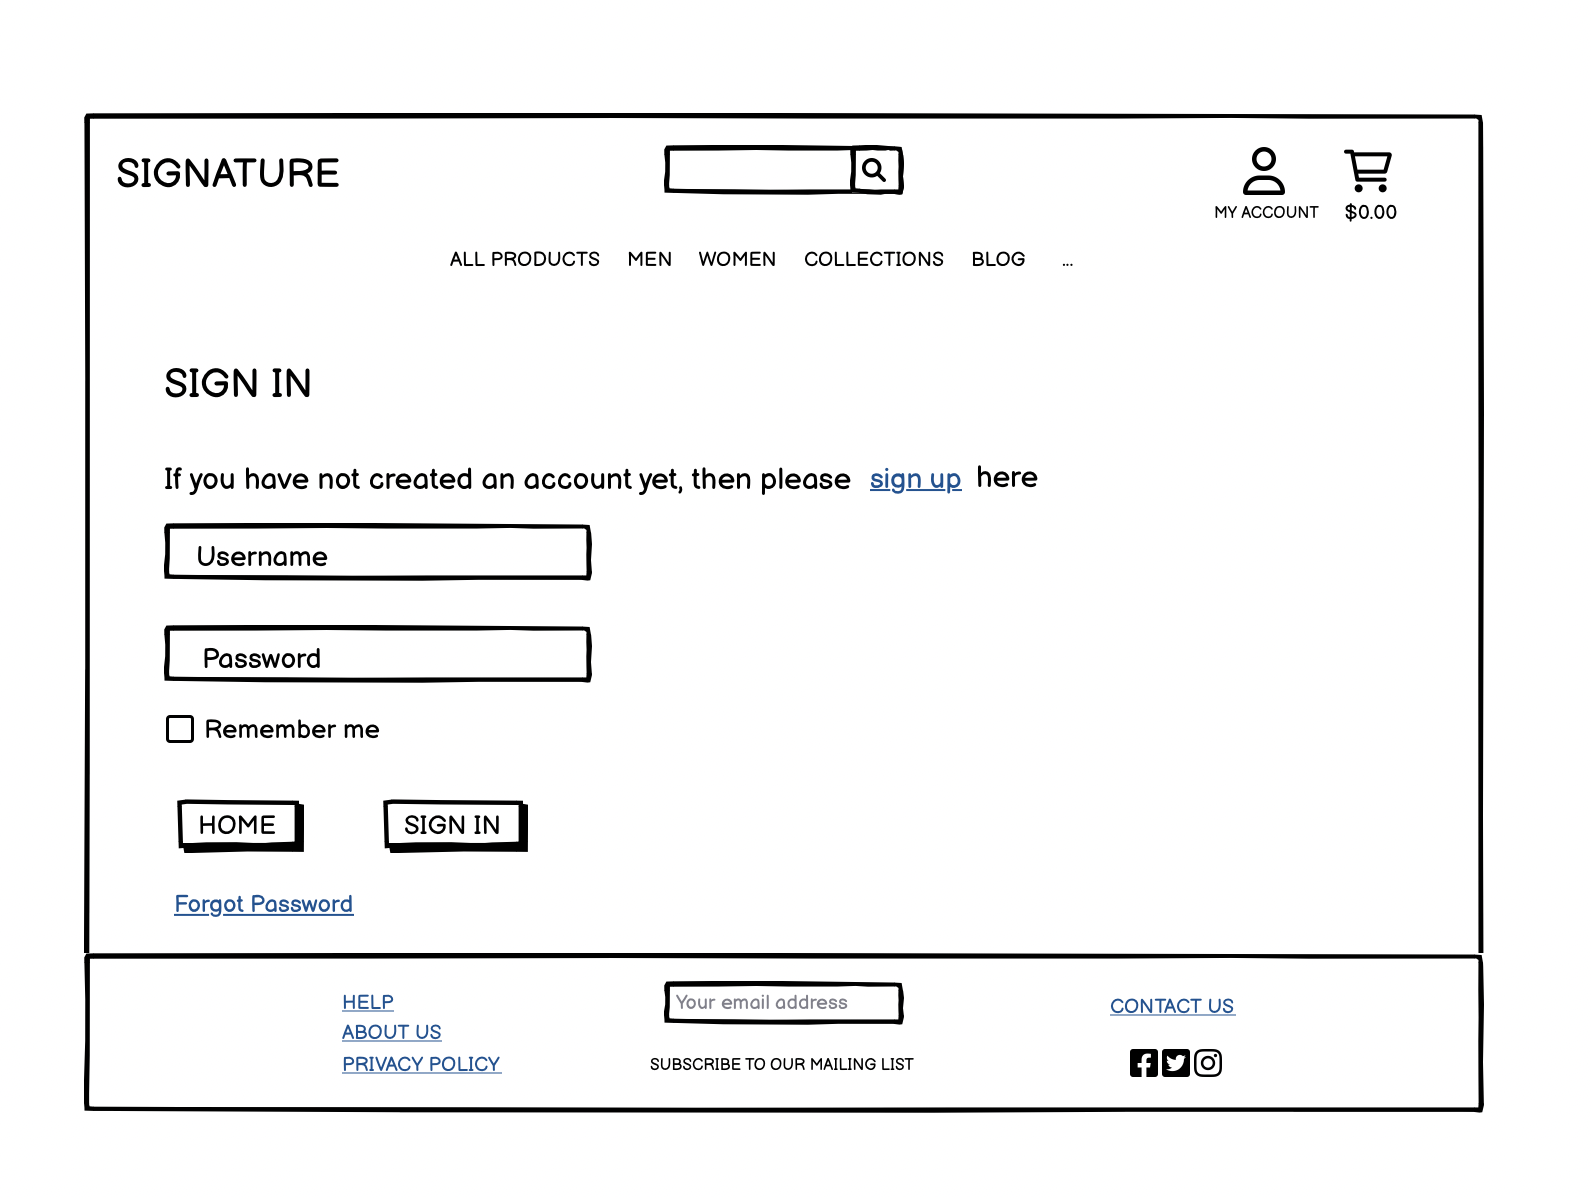 SIGNATURE
MY ACCOUNT
$0.00
ALL PRODUCTS MEN WOMEN COLLECTIONS BLOG ...
SIGN IN
If you have not created an account yet, then please sign up here
Username
Password
Remember me
HOME SIGN IN
Forgot Password
HELP
ABOUT US
PRIVACY POLICY
Your email address
SUBSCRIBE TO OUR MAILING LIST
CONTACT US